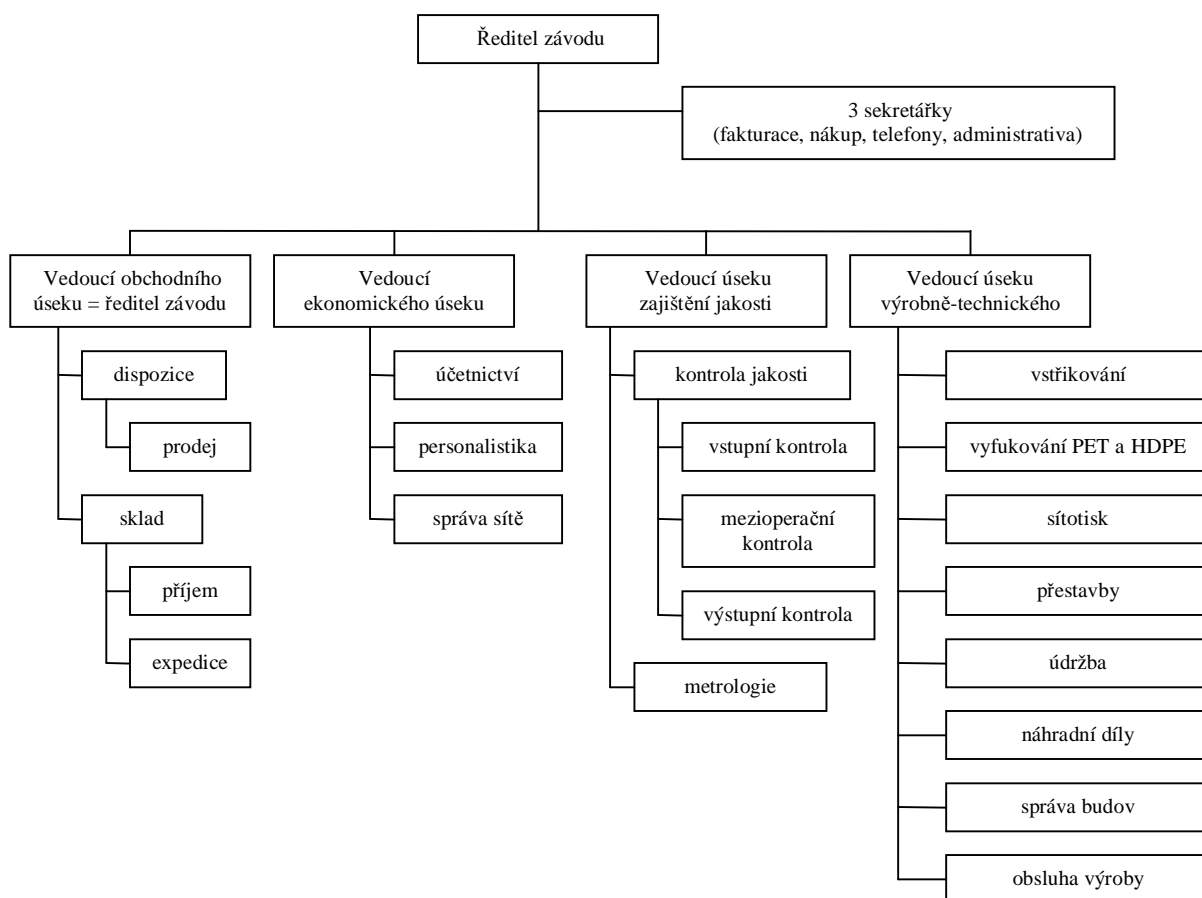 Ředitel závodu
3 sekretářky
(fakturace, nákup, telefony, administrativa)
Vedoucí obchodního
úseku = ředitel závodu
dispozice
prodej
sklad
příjem
expedice
Vedoucí
ekonomického úseku
účetnictví
personalistika
správa sítě
Vedoucí úseku
zajištění jakosti
kontrola jakosti
vstupní kontrola
mezioperační
kontrola
výstupní kontrola
metrologie
Vedoucí úseku
výrobně-technického
vstřikování
vyfukování PET a HDPE
sítotisk
přestavby
údržba
náhradní díly
správa budov
obsluha výroby